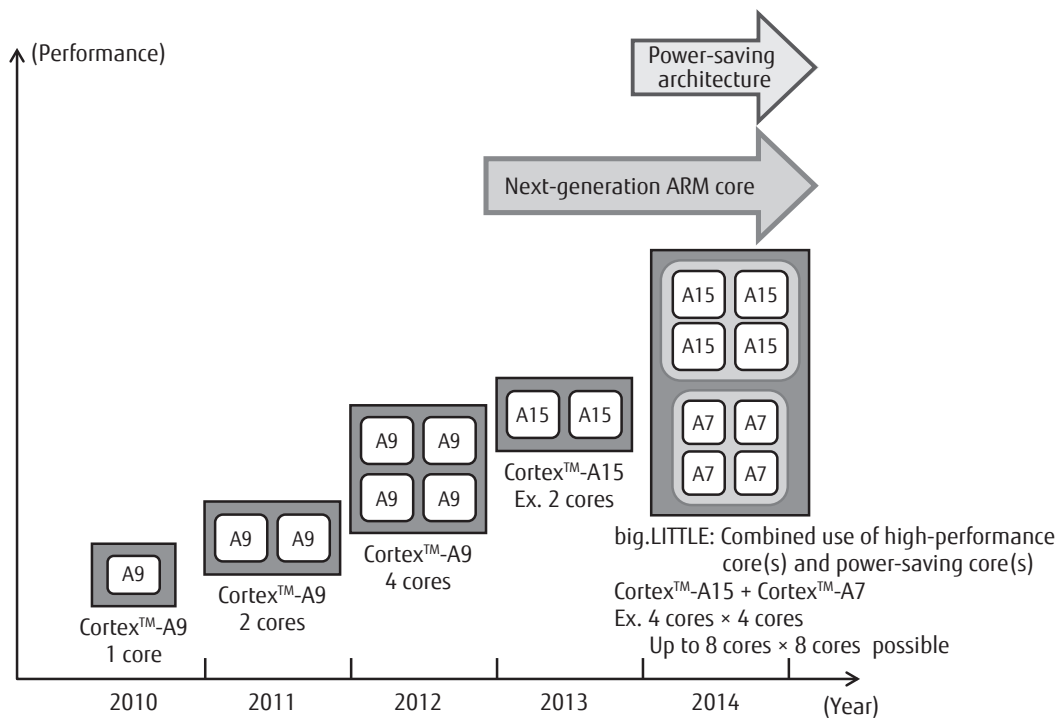 (Performance)
Power-saving
architecture
Next-generation ARM core
A9
Cortex™-A9
1 core
A9 A9
Cortex™-A9
2 cores
A9 A9
A9 A9
Cortex™-A9
4 cores
A15 A15
Cortex™-A15
Ex. 2 cores
A15 A15
A15 A15
A7 A7
A7 A7
big.LITTLE: Combined use of high-performance
core(s) and power-saving core(s)
Cortex™-A15 + Cortex™-A7
Ex. 4 cores × 4 cores
Up to 8 cores × 8 cores possible
2010 2011 2012 2013 2014 (Year)